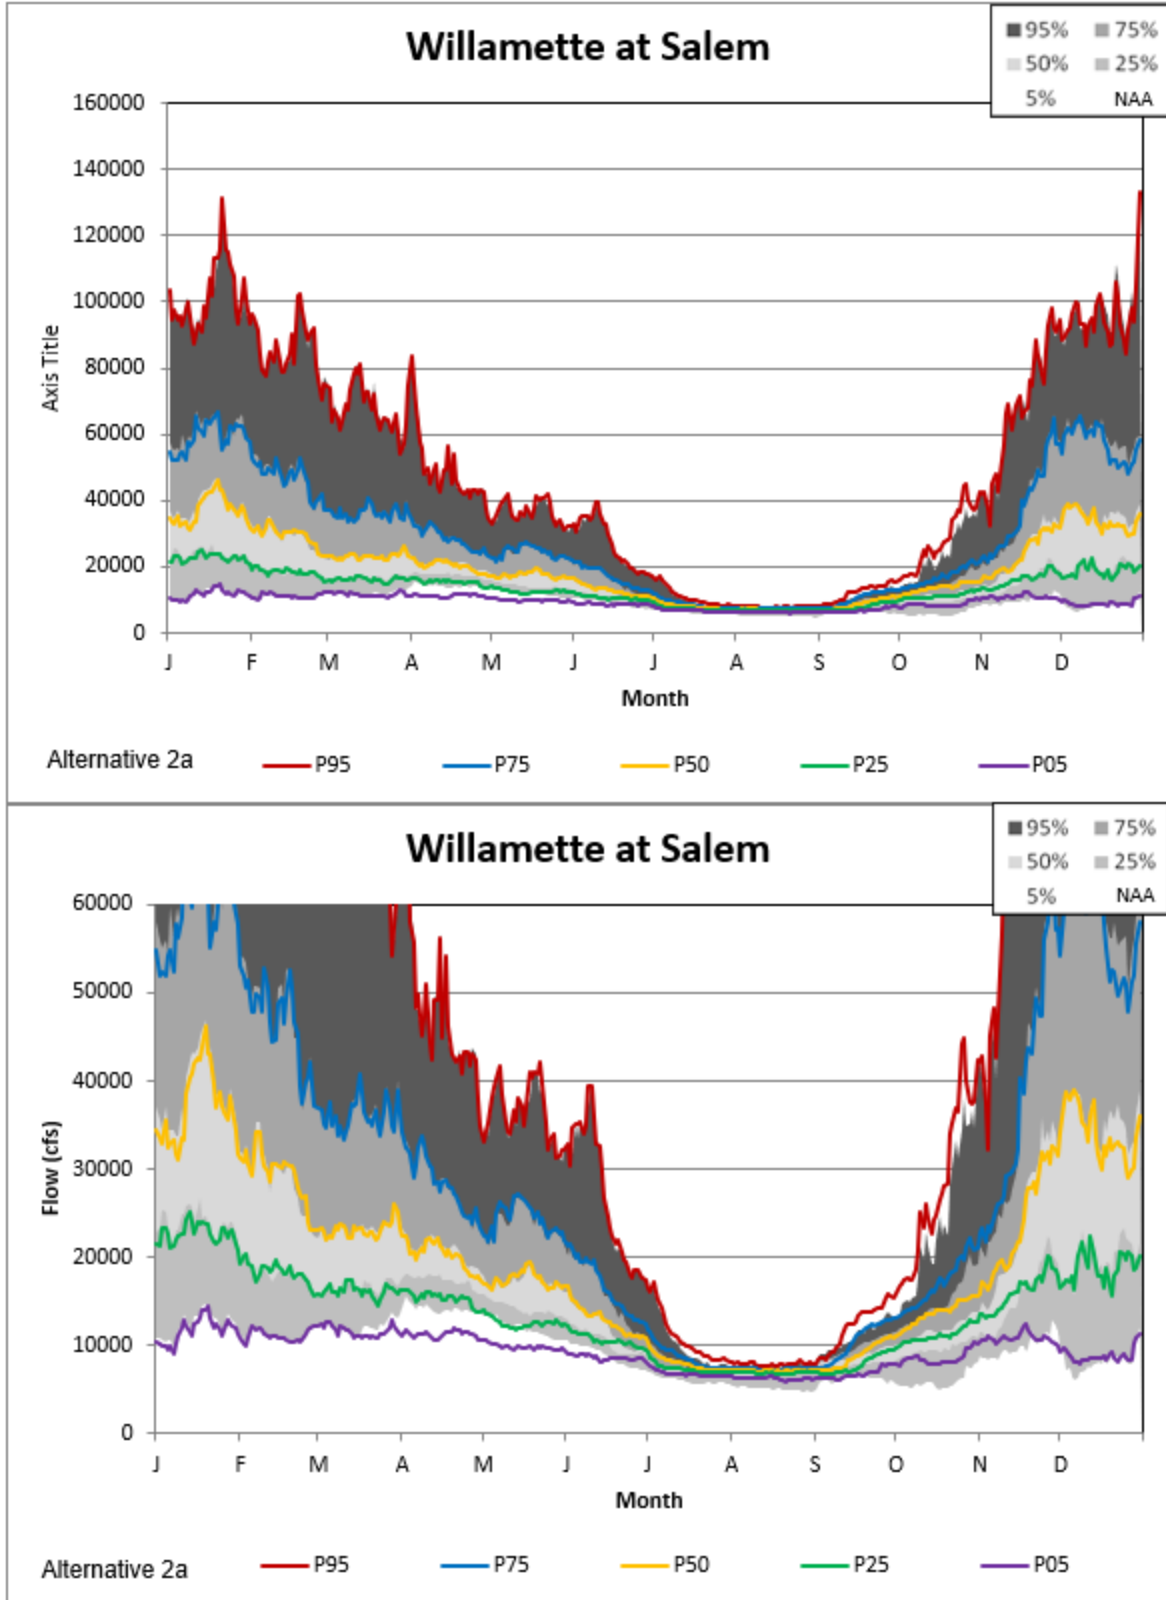 Willamette at Salem
95% 75%
50% 25%
5% NAA
160000
140000
120000
100000
80000
60000
40000
20000
0
Axis Title
J F M A M J J A S O N D
Month
Alternative 2a P95 P75 P50 P25 P05
Willamette at Salem
95% 75%
50% 25%
5% NAA
60000
50000
40000
30000
20000
10000
0
Flow (cfs)
J F M A M J J A S O N D
Month
Alternative 2a P95 P75 P50 P25 P05